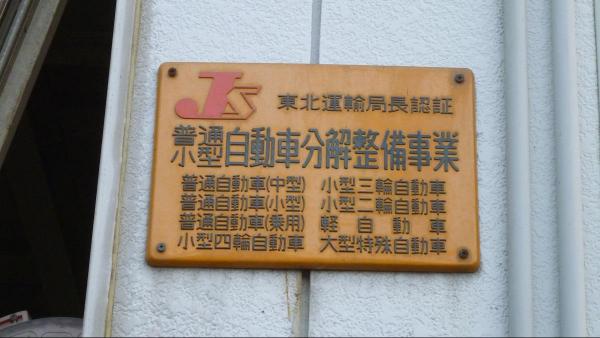 JAS
東北運輸局長認証
普通
小型 自動車分解整備事業
普通自動車(中型) 小型三輪自動車
普通自動車(小型) 小型二輪自動車
普通自動車(乗用) 軽自動車
小型四輪自動車 大型特殊自動車